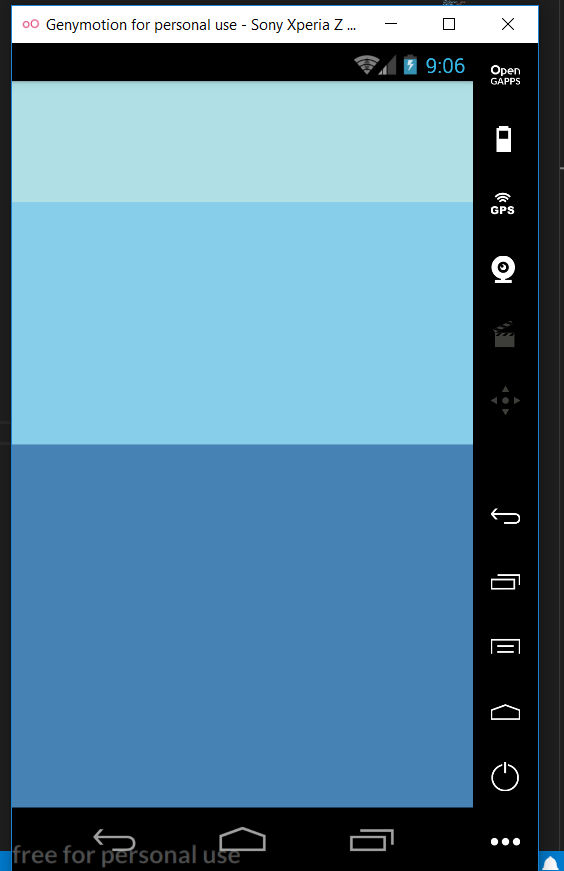 Genymotion for personal use - Sony Xperia Z ...
9:06
Open
GAPPS
GPS
free for personal use